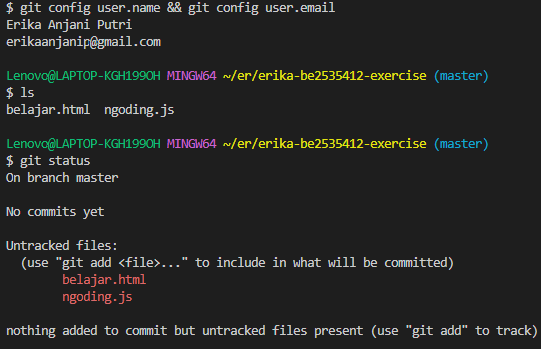 $ git config user.name && git config user.email
Erika Anjani Putri
erikaanjanip@gmail.com
Lenovo@LAPTOP-KGH199OH MINGW64 ~/er/erika-be2535412-exercise (master)
$ ls
belajar.html  ngoding.js
Lenovo@LAPTOP-KGH199OH MINGW64 ~/er/erika-be2535412-exercise (master)
$ git status
On branch master
No commits yet
Untracked files:
  (use "git add <file>..." to include in what will be committed)
        belajar.html
        ngoding.js
nothing added to commit but untracked files present (use "git add" to track)